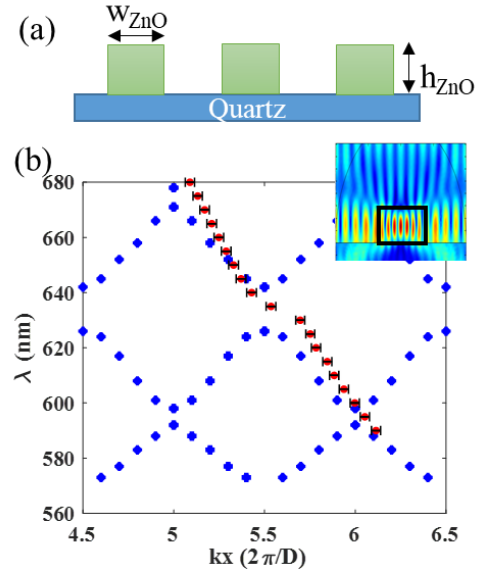 (a)
wZnO
hZnO
Quartz
(b)
680
660
640
620
600
580
560
λ (nm)
4.5 5 5.5 6 6.5
kx (2π/D)